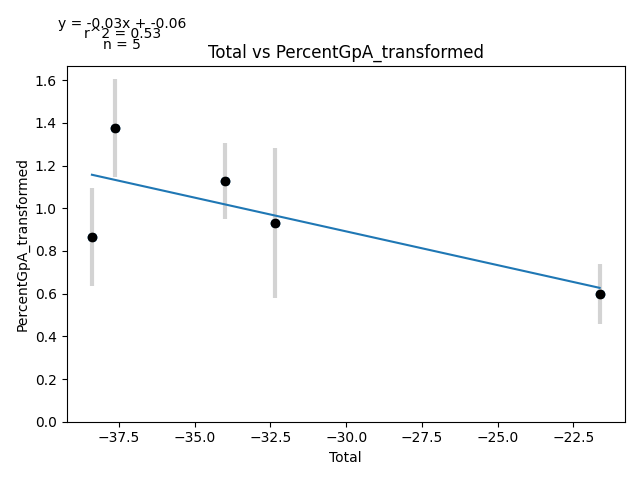 y = -0.03x + -0.06
r^2 = 0.53
n = 5
Total vs PercentGpA_transformed
PercentGpA_transformed
1.6
1.4
1.2
1.0
0.8
0.6
0.4
0.2
0.0
−37.5 −35.0 −32.5 −30.0 −27.5 −25.0 −22.5
Total